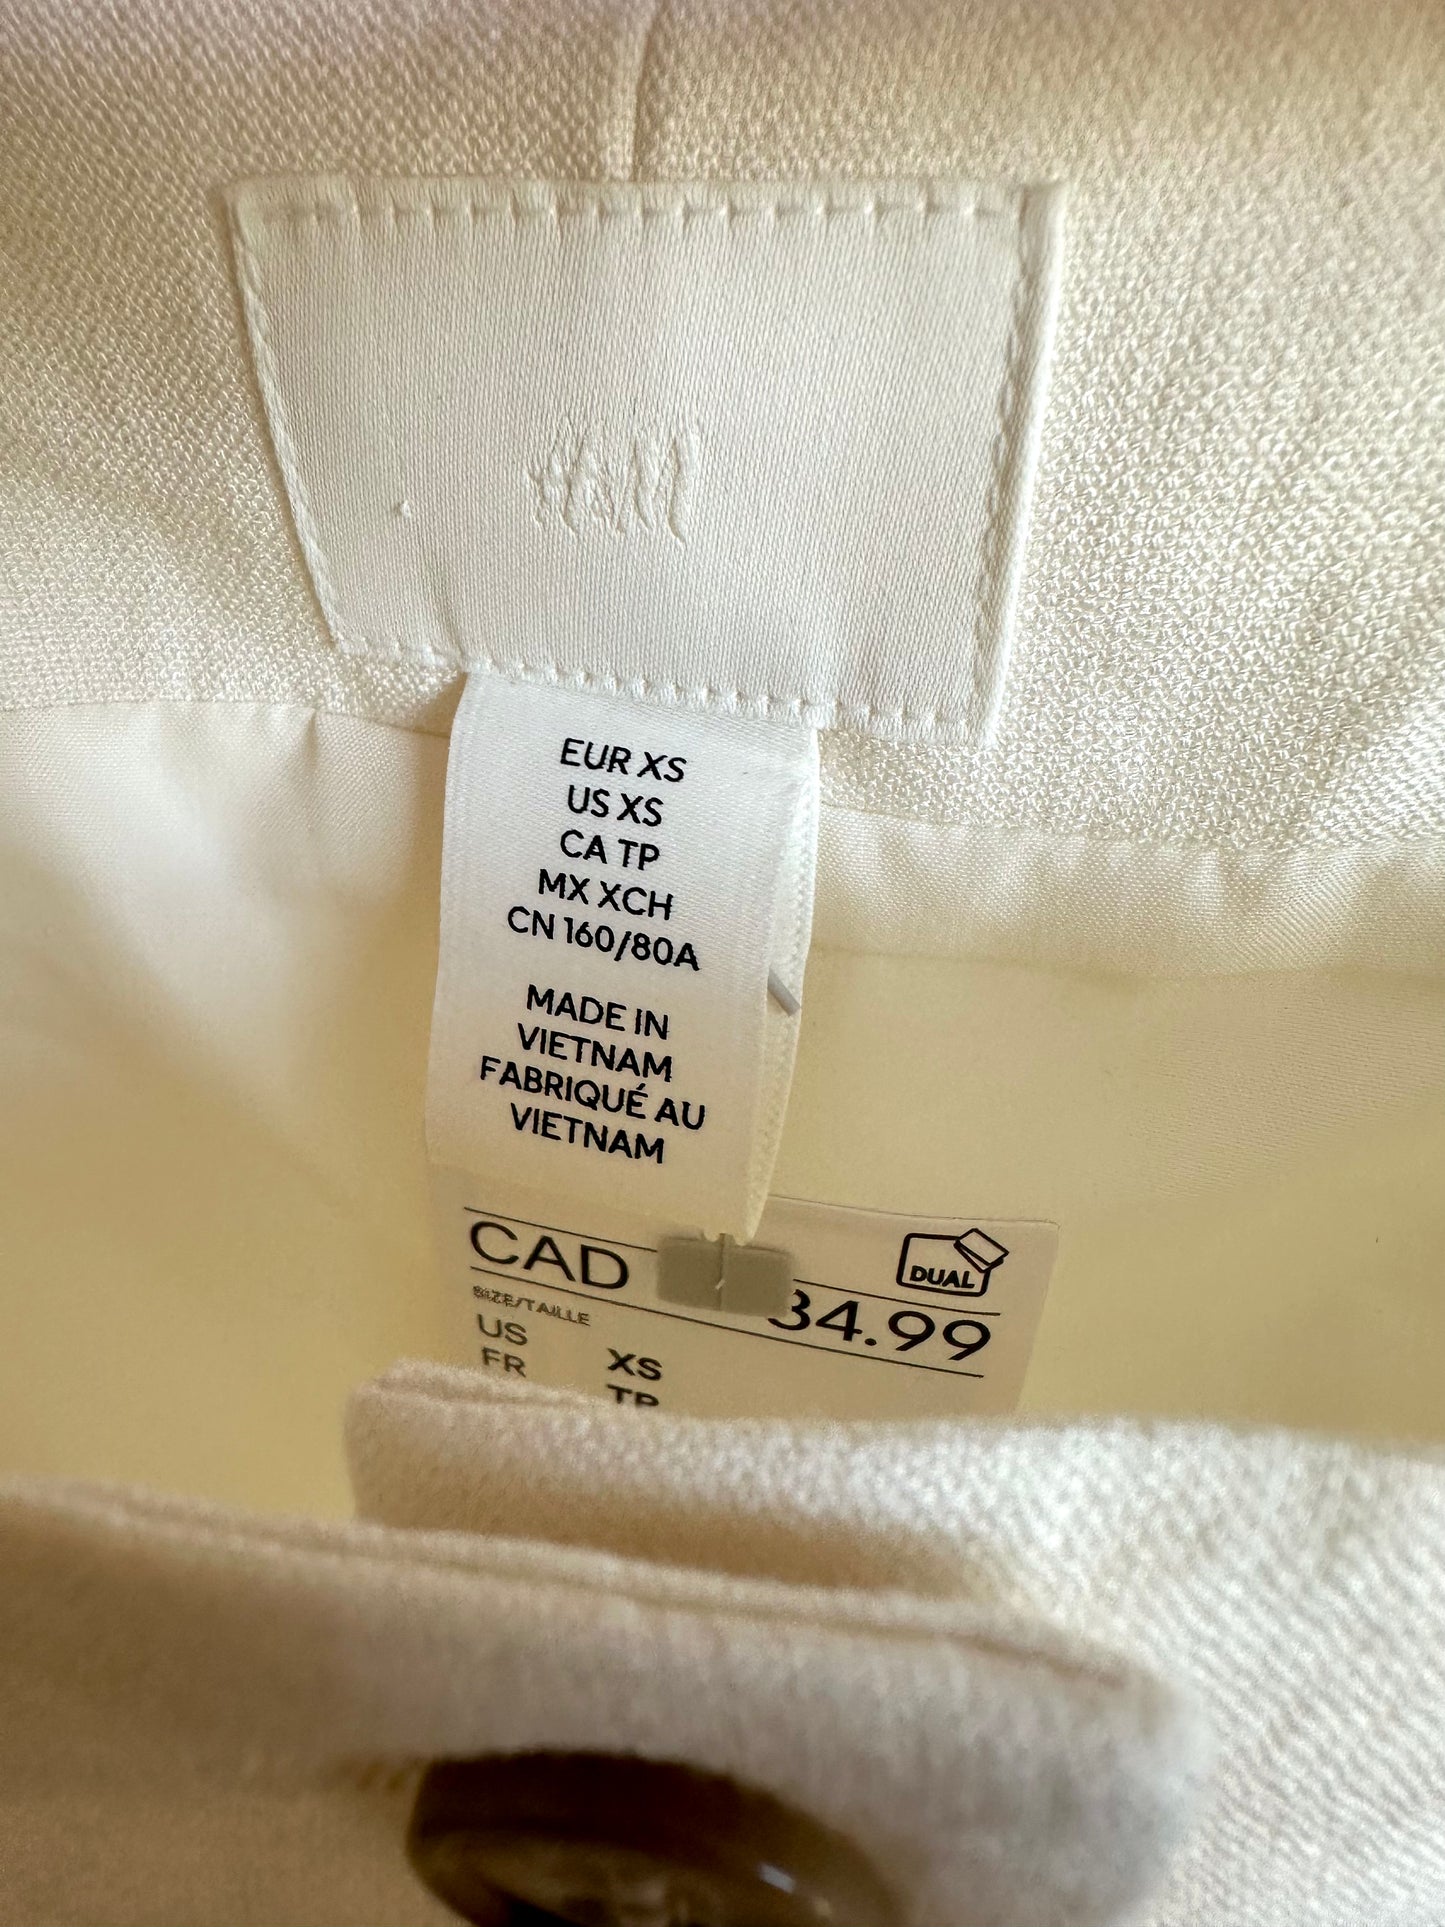 H&M
EUR XS
US XS
CA TP
MX XCH
CN 160/80A
MADE IN
VIETNAM
FABRIQUÉ AU
VIETNAM
DUAL
CAD 34.99
SIZE/TAILLE
US XS
FR TP